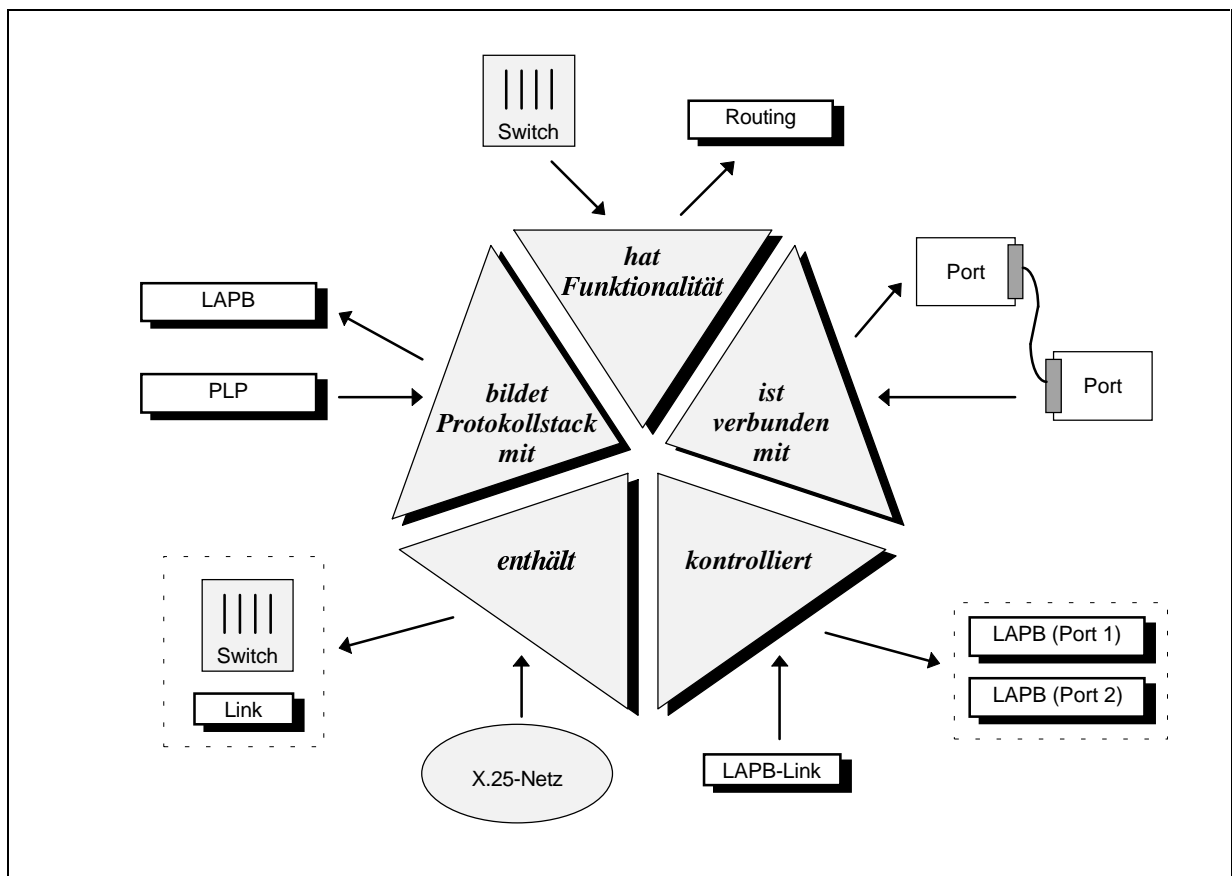 Switch
Routing
hat
Funktionalität
Port
Port
LAPB
PLP
bildet
Protokollstack
mit
ist
verbunden
mit
enthält
kontrolliert
Switch
Link
X.25-Netz
LAPB-Link
LAPB (Port 1)
LAPB (Port 2)